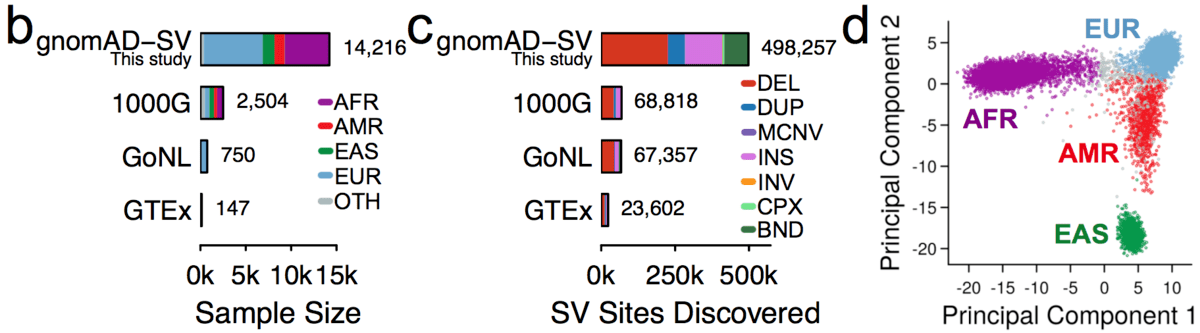 b
gnomAD-SV
This study
14,216
1000G
2,504
GoNL
750
GTEx
147
AFR
AMR
EAS
EUR
OTH
0k 5k 10k 15k
Sample Size
c
gnomAD-SV
This study
498,257
1000G
68,818
GoNL
67,357
GTEx
23,602
DEL
DUP
MCNV
INS
INV
CPX
BND
0k 250k 500k
SV Sites Discovered
d
Principal Component 2
5
0
-5
-10
-15
-20
EUR
AFR
AMR
EAS
-20 -15 -10 -5 0 5 10
Principal Component 1